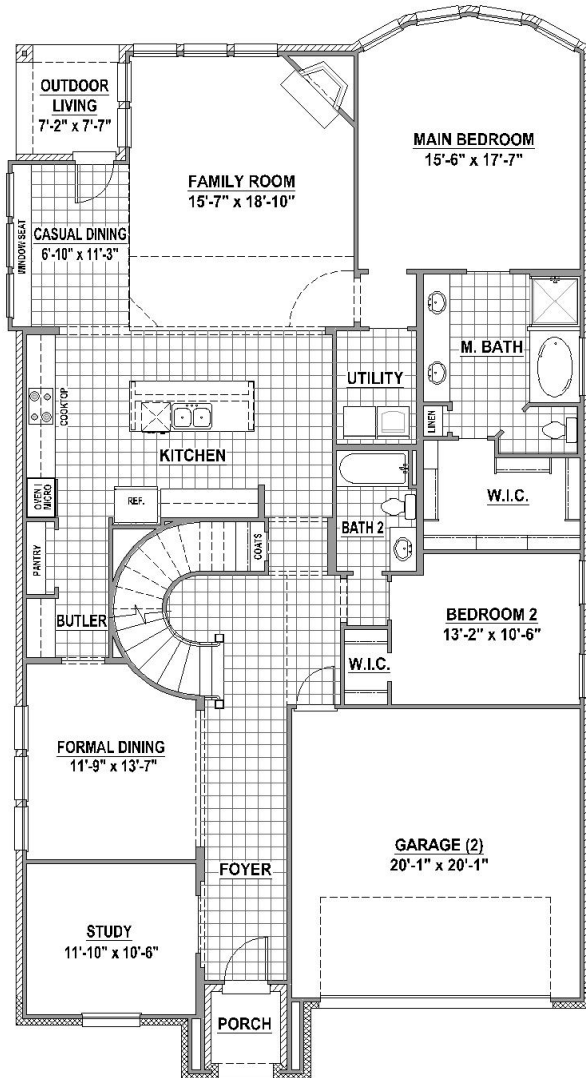 OUTDOOR
LIVING
7'-2" x 7'-7"
FAMILY ROOM
15'-7" x 18'-10"
MAIN BEDROOM
15'-6" x 17'-7"
WINDOW SEAT
CASUAL DINING
6'-10" x 11'-3"
M. BATH
UTILITY
COOKTOP
LINEN
KITCHEN
OVEN/
MICRO
REF.
W.I.C.
BATH 2
COATS
PANTRY
BUTLER
BEDROOM 2
13'-2" x 10'-6"
W.I.C.
FORMAL DINING
11'-9" x 13'-7"
GARAGE (2)
20'-1" x 20'-1"
FOYER
STUDY
11'-10" x 10'-6"
PORCH